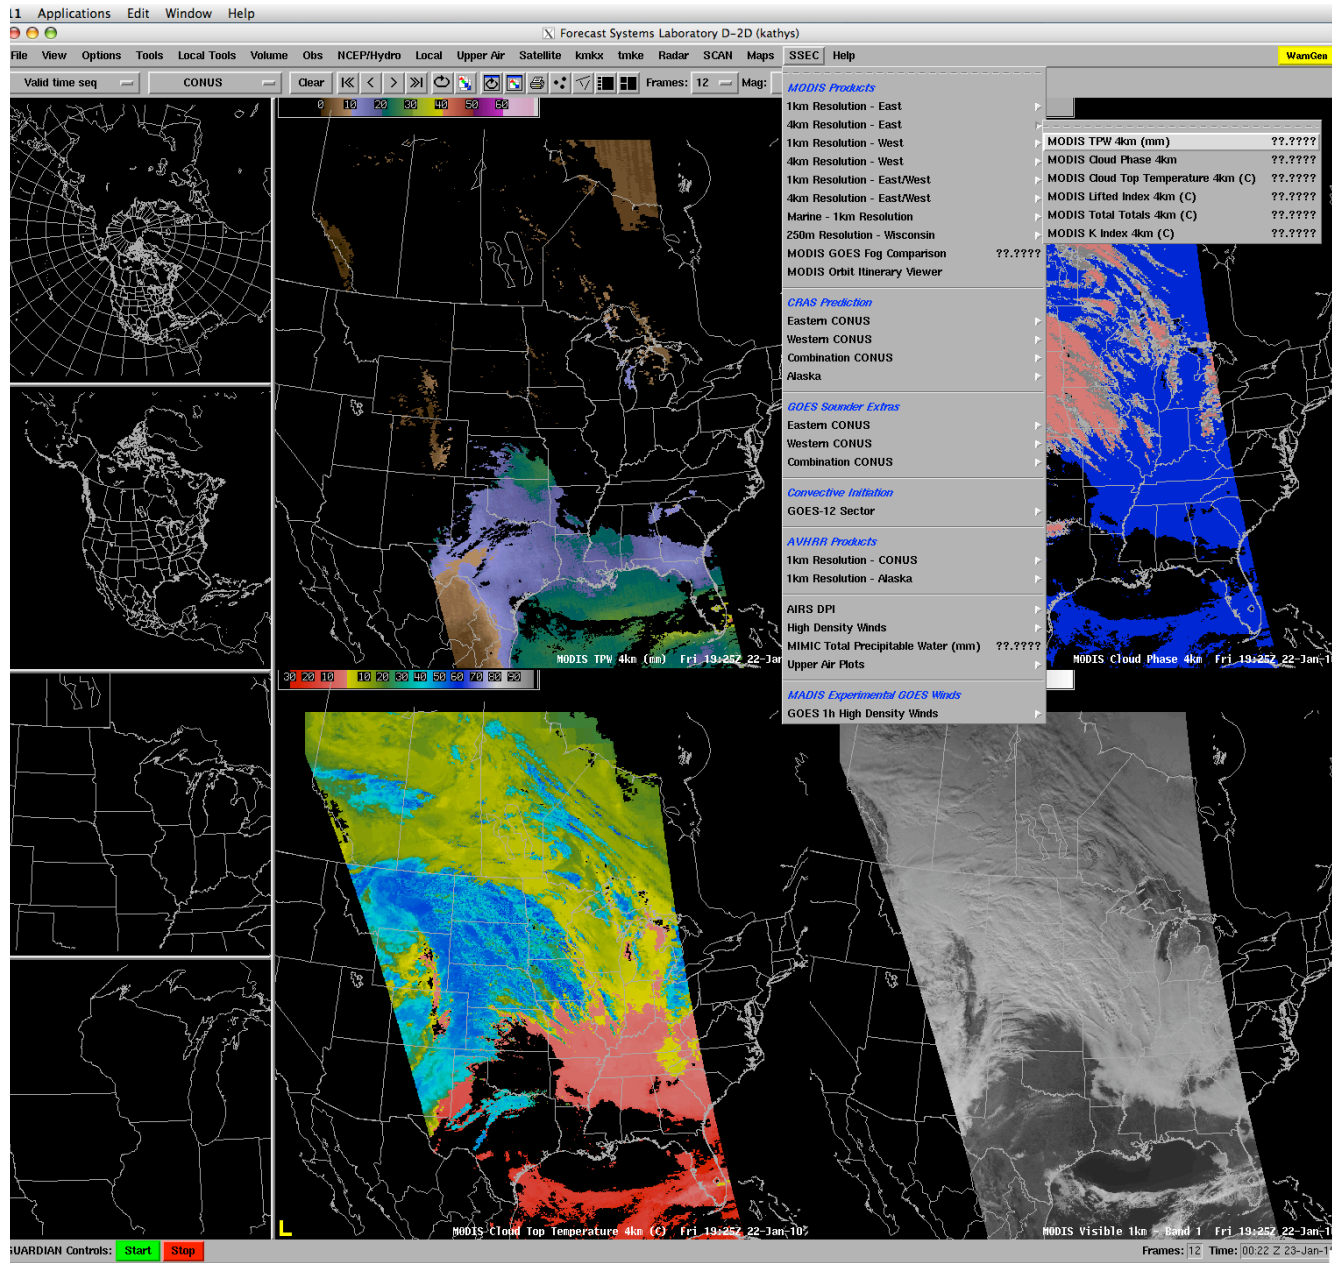 11 Applications Edit Window Help
X Forecast Systems Laboratory D-2D (kathys)
File View Options Tools Local Tools Volume Obs NCEP/Hydro Local Upper Air Satellite kmkx tmke Radar SCAN Maps SSEC Help WarnGen
Valid time seq CONUS Clear Frames: 12 Mag:
0 10 20 30 40 50 60
MODIS Products
1km Resolution - East
4km Resolution - East
1km Resolution - West
4km Resolution - West
1km Resolution - East/West
4km Resolution - East/West
Marine - 1km Resolution
250m Resolution - Wisconsin
MODIS GOES Fog Comparison ??.????
MODIS Orbit Itinerary Viewer
CRAS Prediction
Eastern CONUS
Western CONUS
Combination CONUS
Alaska
GOES Sounder Extras
Eastern CONUS
Western CONUS
Combination CONUS
Convective Initiation
GOES-12 Sector
AVHRR Products
1km Resolution - CONUS
1km Resolution - Alaska
AIRS DPI
High Density Winds
MIMIC Total Precipitable Water (mm) ??.????
Upper Air Plots
MADIS Experimental GOES Winds
GOES 1h High Density Winds
MODIS TPW 4km (mm) ??.????
MODIS Cloud Phase 4km ??.????
MODIS Cloud Top Temperature 4km (C) ??.????
MODIS Lifted Index 4km (C) ??.????
MODIS Total Totals 4km (C) ??.????
MODIS K Index 4km (C) ??.????
MODIS TPW 4km (mm) Fri 19:25Z 22-Jan
MODIS Cloud Phase 4km Fri 19:25Z 22-Jan-1
30 20 10 10 20 30 40 50 60 70 80 90
L
MODIS Cloud Top Temperature 4km (C) Fri 19:25Z 22-Jan-10
MODIS Visible 1km - Band 1 Fri 19:25Z 22-Jan-1
GUARDIAN Controls: Start Stop Frames: 12 Time: 00:22 Z 23-Jan-1